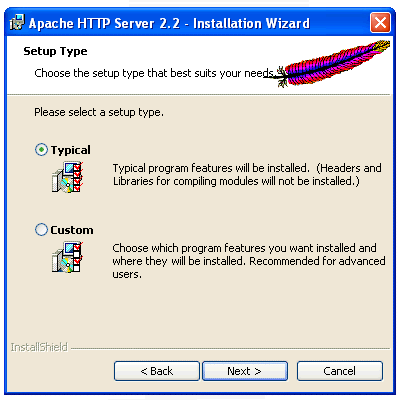 Apache HTTP Server 2.2 - Installation Wizard
Setup Type
Choose the setup type that best suits your needs.
Please select a setup type.
Typical
Typical program features will be installed. (Headers and
Libraries for compiling modules will not be installed.)
Custom
Choose which program features you want installed and
where they will be installed. Recommended for advanced
users.
InstallShield
< Back
Next >
Cancel